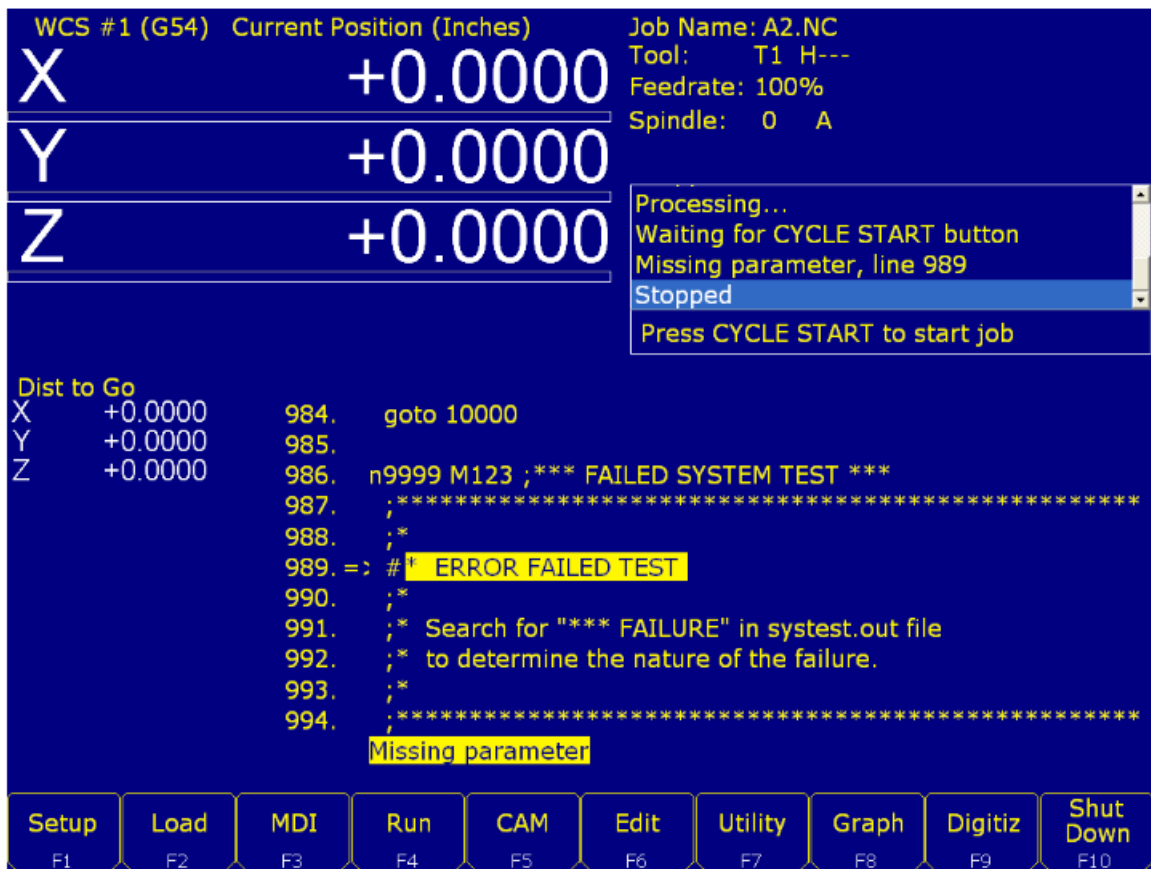 WCS #1 (G54) Current Position (Inches)
X +0.0000
Y +0.0000
Z +0.0000
Job Name: A2.NC
Tool: T1 H---
Feedrate: 100%
Spindle: 0 A
Processing...
Waiting for CYCLE START button
Missing parameter, line 989
Stopped
Press CYCLE START to start job
Dist to Go
X +0.0000
Y +0.0000
Z +0.0000
984. goto 10000
985.
986. n9999 M123 ;*** FAILED SYSTEM TEST ***
987. ;***************************************************
988. ;*
989. => #* ERROR FAILED TEST
990. ;*
991. ;* Search for "*** FAILURE" in systest.out file
992. ;* to determine the nature of the failure.
993. ;*
994. ;***************************************************
Missing parameter
Setup F1
Load F2
MDI F3
Run F4
CAM F5
Edit F6
Utility F7
Graph F8
Digitiz F9
Shut Down F10